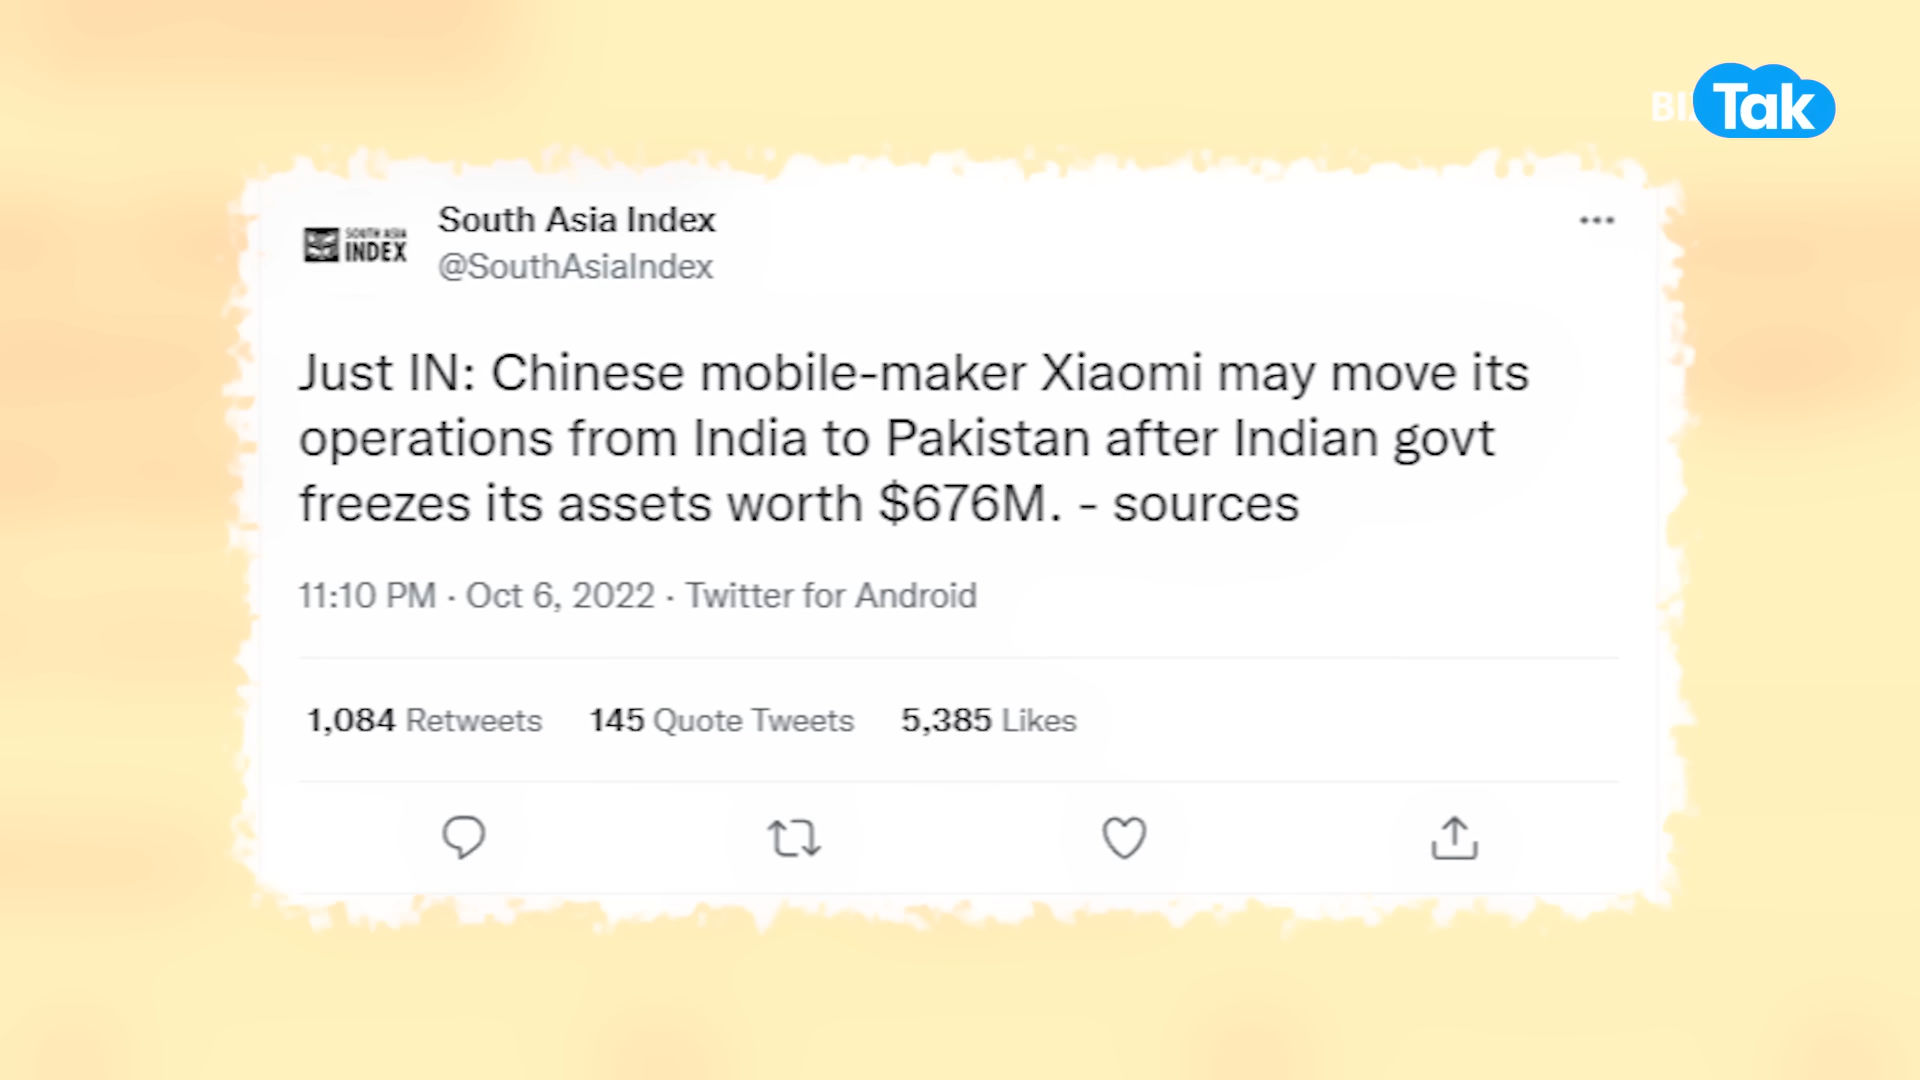 Tak
SOUTH ASIA
INDEX
South Asia Index
@SouthAsiaIndex
Just IN: Chinese mobile-maker Xiaomi may move its
operations from India to Pakistan after Indian govt
freezes its assets worth $676M. - sources
11:10 PM · Oct 6, 2022 · Twitter for Android
1,084 Retweets 145 Quote Tweets 5,385 Likes